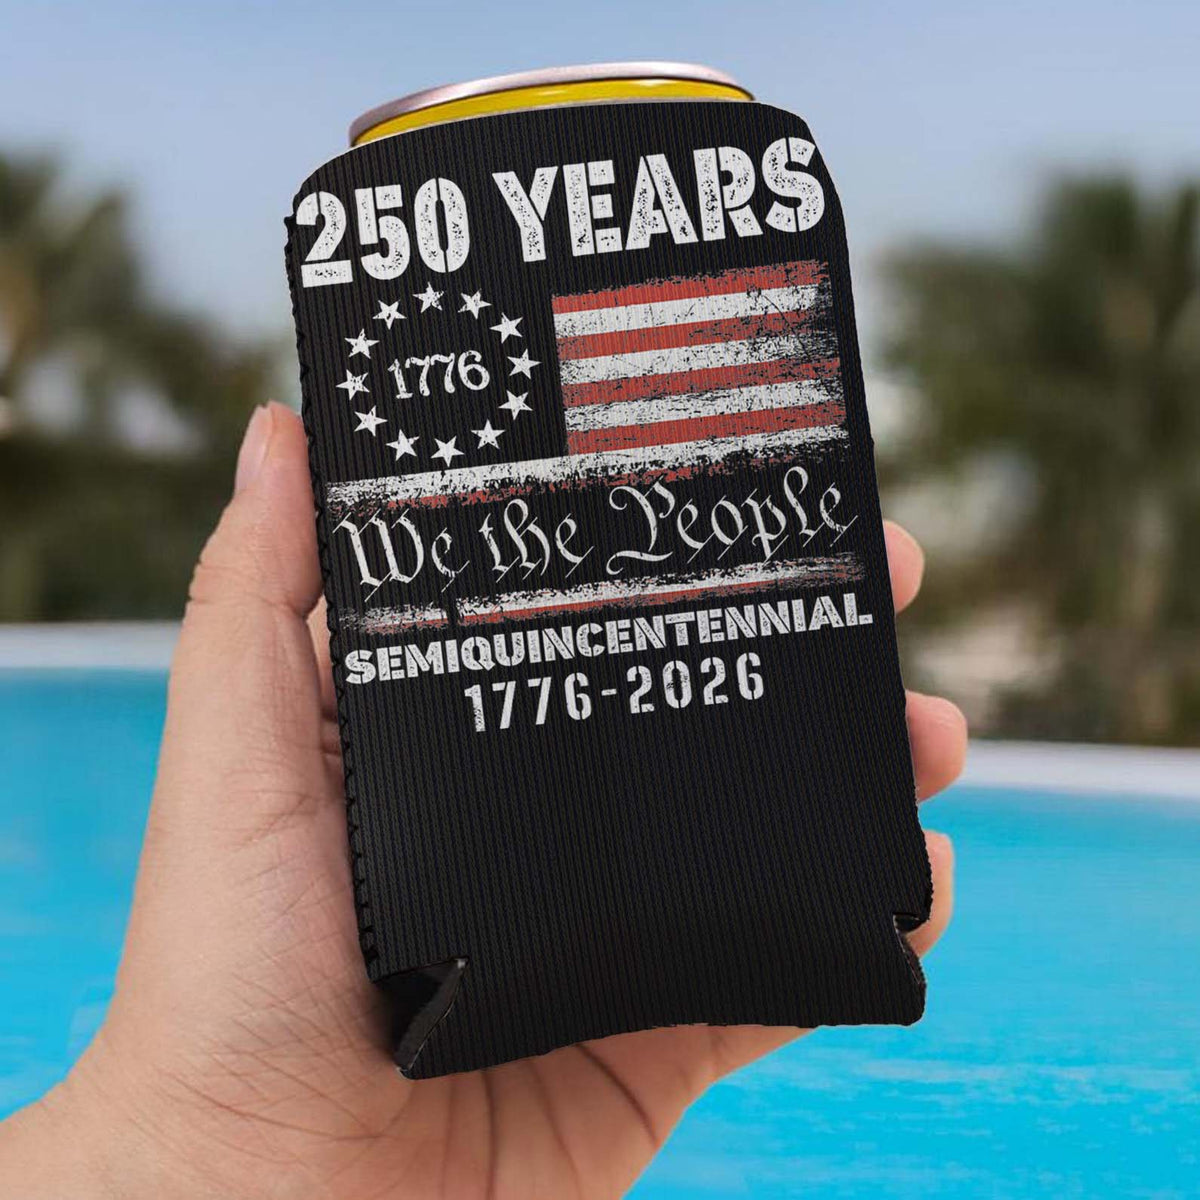 250 YEARS
1776
We the People
SEMIQUINCENTENNIAL
1776-2026